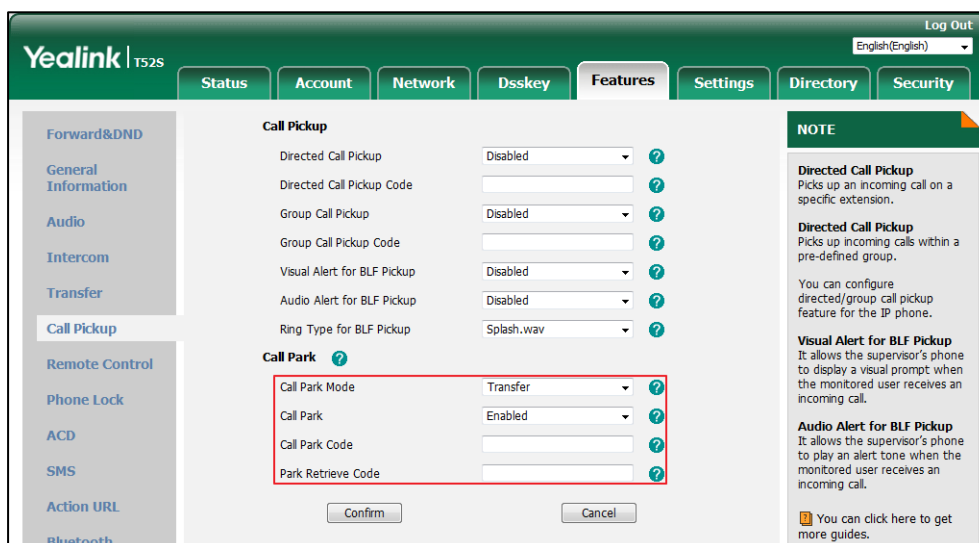 Log Out
Yealink | T52S
English(English)
Status Account Network Dsskey Features Settings Directory Security
Forward&DND
General
Information
Audio
Intercom
Transfer
Call Pickup
Remote Control
Phone Lock
ACD
SMS
Action URL
Bluetooth
Call Pickup
Directed Call Pickup Disabled ?
Directed Call Pickup Code ?
Group Call Pickup Disabled ?
Group Call Pickup Code ?
Visual Alert for BLF Pickup Disabled ?
Audio Alert for BLF Pickup Disabled ?
Ring Type for BLF Pickup Splash.wav ?
Call Park ?
Call Park Mode Transfer ?
Call Park Enabled ?
Call Park Code ?
Park Retrieve Code ?
Confirm Cancel
NOTE
Directed Call Pickup
Picks up an incoming call on a
specific extension.
Directed Call Pickup
Picks up incoming calls within a
pre-defined group.
You can configure
directed/group call pickup
feature for the IP phone.
Visual Alert for BLF Pickup
It allows the supervisor's phone
to display a visual prompt when
the monitored user receives an
incoming call.
Audio Alert for BLF Pickup
It allows the supervisor's phone
to play an alert tone when the
monitored user receives an
incoming call.
? You can click here to get
more guides.